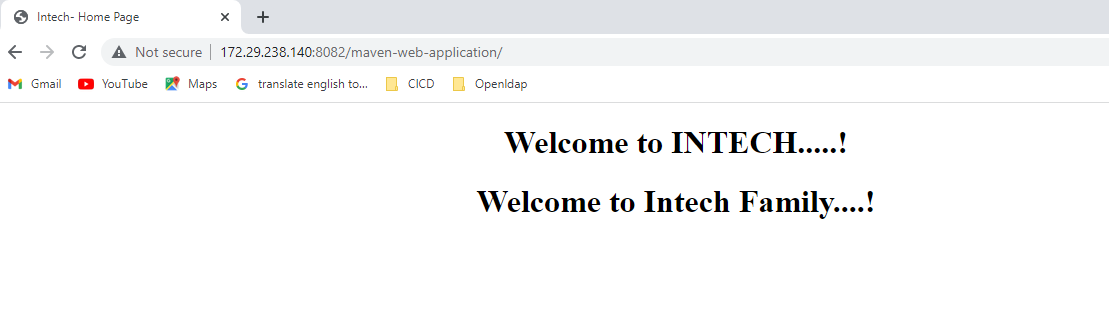 Intech- Home Page
Not secure 172.29.238.140:8082/maven-web-application/
Gmail YouTube Maps translate english to... CICD Openldap
Welcome to INTECH.....!
Welcome to Intech Family....!